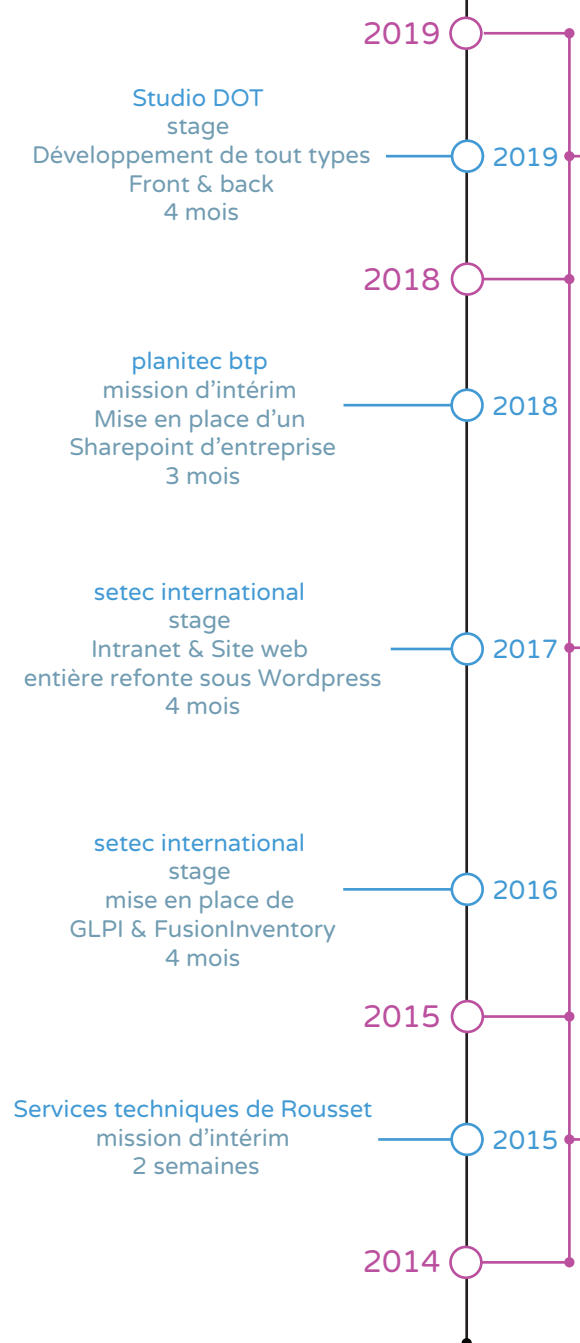 2019
Studio DOT
stage
Développement de tout types
Front & back
4 mois
2019
2018
planitec btp
mission d’intérim
Mise en place d’un
Sharepoint d’entreprise
3 mois
2018
setec international
stage
Intranet & Site web
entière refonte sous Wordpress
4 mois
2017
setec international
stage
mise en place de
GLPI & FusionInventory
4 mois
2016
2015
Services techniques de Rousset
mission d’intérim
2 semaines
2015
2014